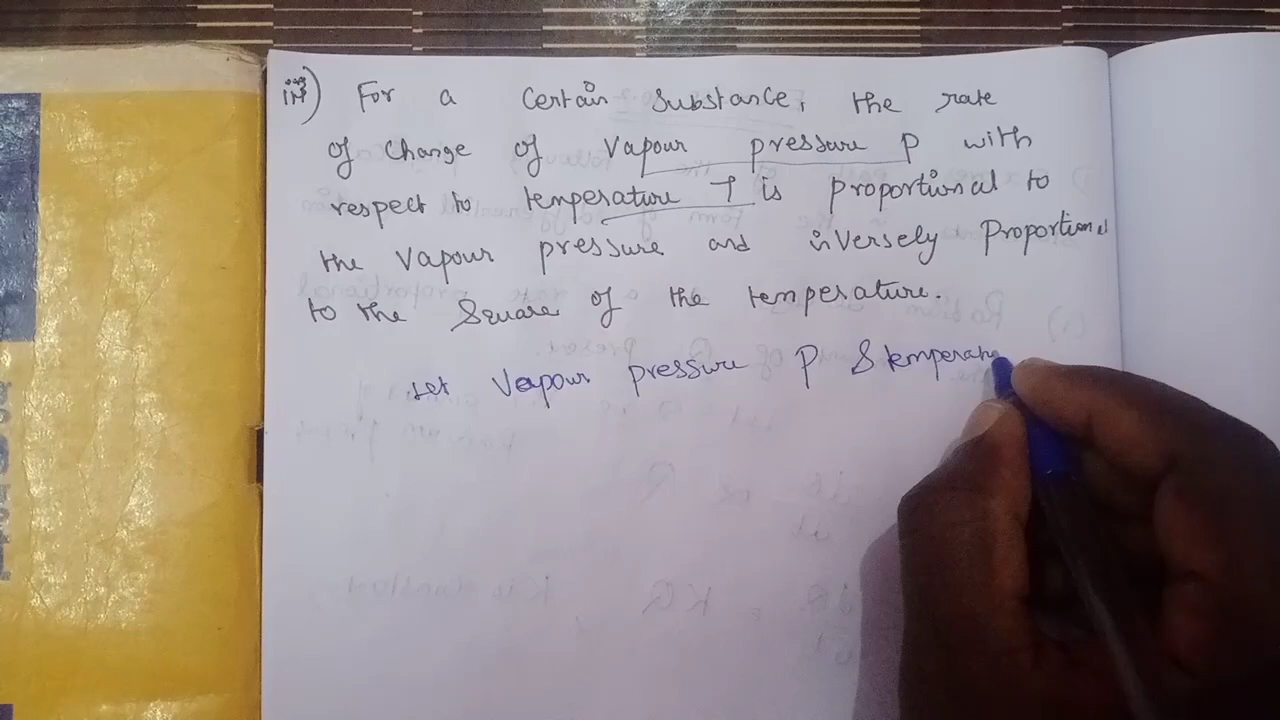 iii) For a certain substance, the rate
of change of vapour pressure p with
respect to temperature T is proportional to
the vapour pressure and inversely proportional
to the square of the temperature.
Let vapour pressure P & temperatu